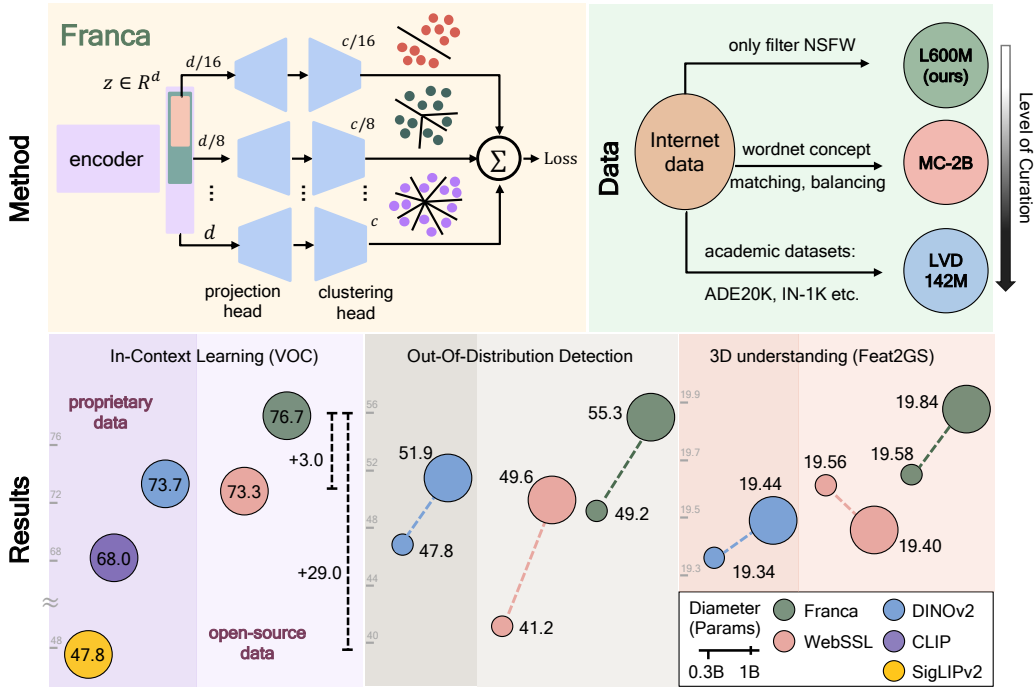 Method
Franca
z ∈ R^d
encoder
d/16
c/16
d/8
c/8
...
...
...
d
c
∑
Loss
projection
head
clustering
head
Data
Internet
data
only filter NSFW
L600M
(ours)
wordnet concept
matching, balancing
MC-2B
academic datasets:
ADE20K, IN-1K etc.
LVD
142M
Level of Curation
Results
In-Context Learning (VOC)
proprietary
data
76
72
68
≈
48
76.7
73.7
73.3
68.0
47.8
+3.0
+29.0
open-source
data
Out-Of-Distribution Detection
56
52
48
44
40
51.9
47.8
49.6
41.2
55.3
49.2
3D understanding (Feat2GS)
19.9
19.7
19.5
19.3
19.44
19.34
19.56
19.40
19.84
19.58
Diameter
(Params)
0.3B 1B
Franca
WebSSL
DINOv2
CLIP
SigLIPv2